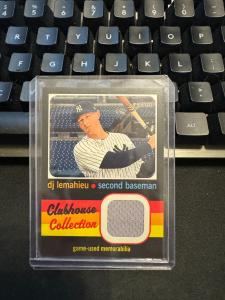 dj lemahieu • second baseman
Clubhouse
Collection
game-used memorabilia